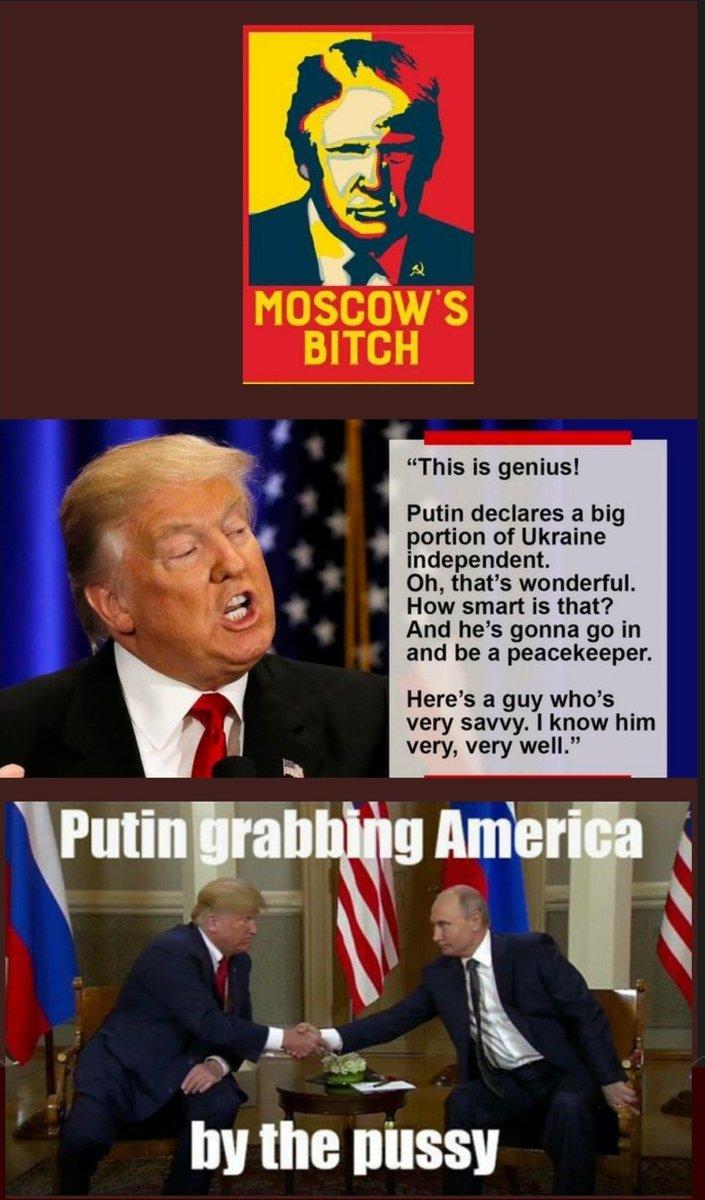 MOSCOW'S
BITCH
“This is genius!
Putin declares a big
portion of Ukraine
independent.
Oh, that’s wonderful.
How smart is that?
And he’s gonna go in
and be a peacekeeper.
Here’s a guy who’s
very savvy. I know him
very, very well.”
Putin grabbing America
by the pussy